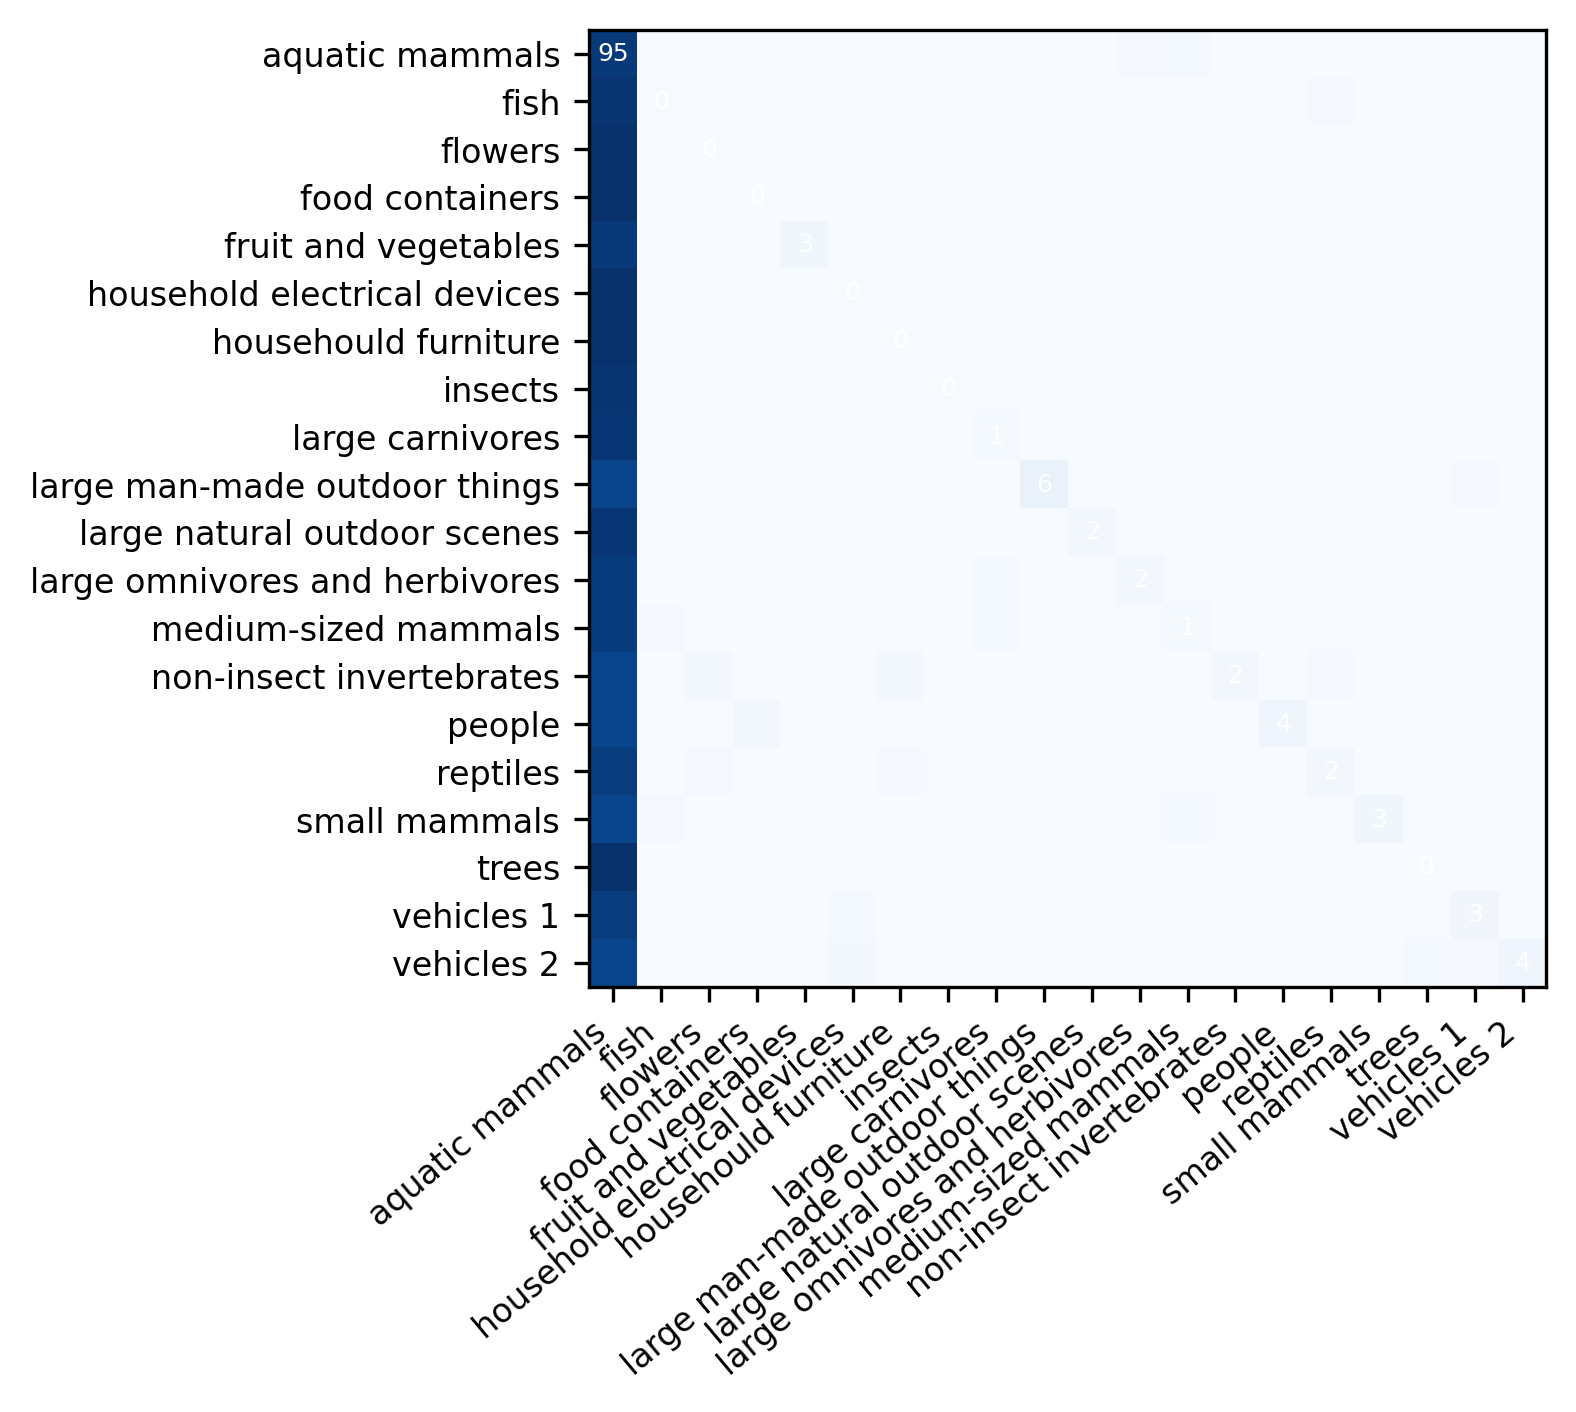 aquatic mammals 95
fish 0
flowers 0
food containers 0
fruit and vegetables 3
household electrical devices 0
househould furniture 0
insects 0
large carnivores 1
large man-made outdoor things 6
large natural outdoor scenes 2
large omnivores and herbivores 2
medium-sized mammals 1
non-insect invertebrates 2
people 4
reptiles 2
small mammals 3
trees 0
vehicles 1 3
vehicles 2 4
aquatic mammals
fish
flowers
food containers
fruit and vegetables
household electrical devices
househould furniture
insects
large carnivores
large man-made outdoor things
large natural outdoor scenes
large omnivores and herbivores
medium-sized mammals
non-insect invertebrates
people
reptiles
small mammals
trees
vehicles 1
vehicles 2